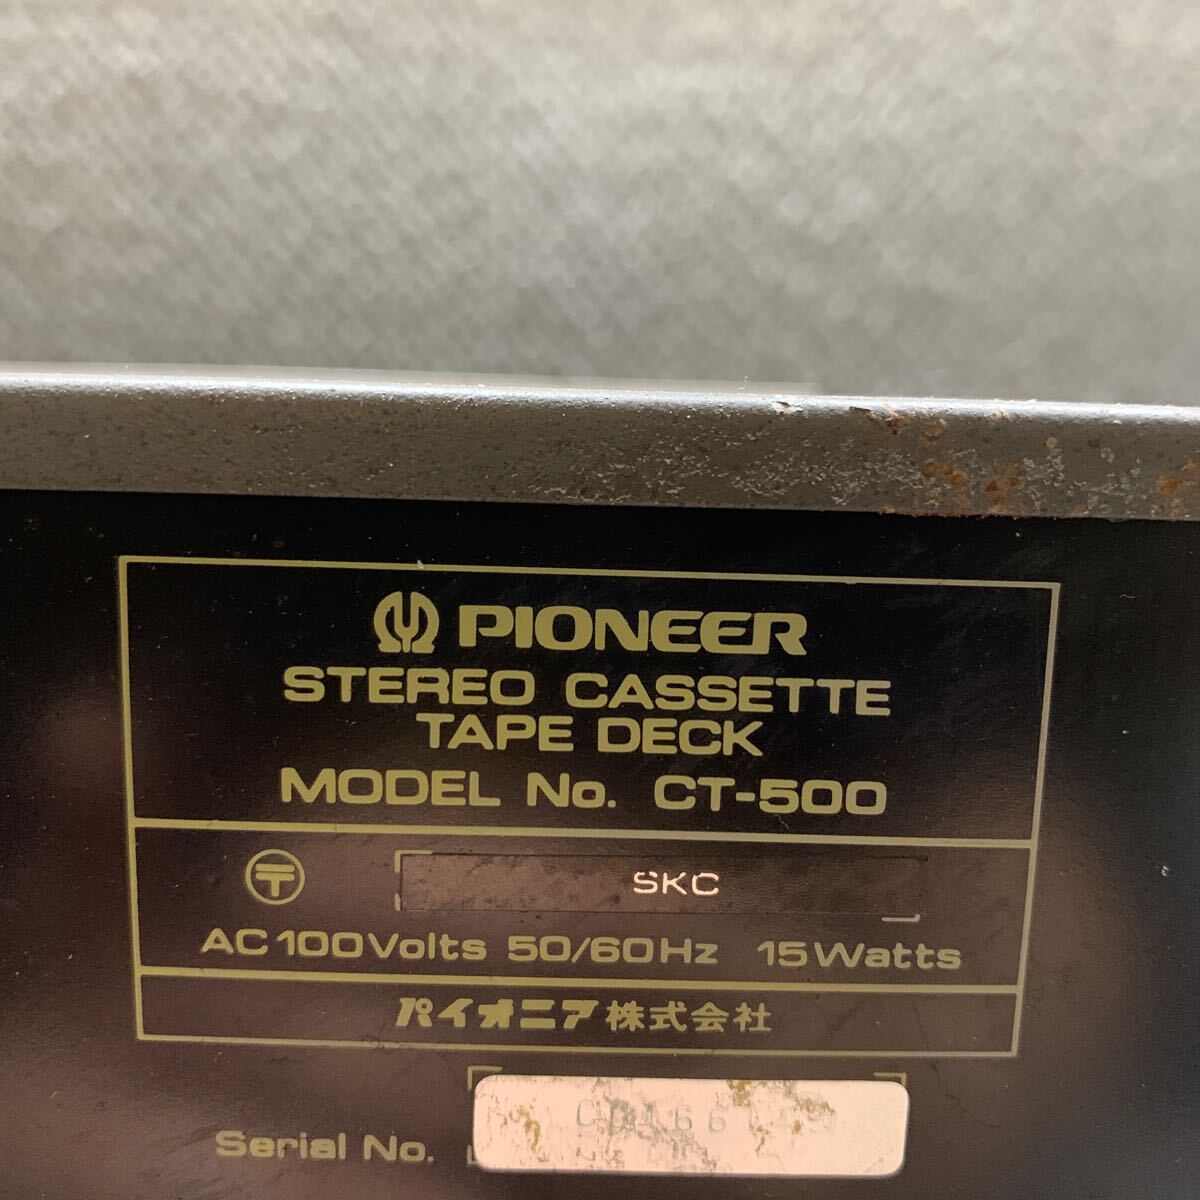 PIONEER
STEREO CASSETTE
TAPE DECK
MODEL No. CT-500
〒 SKC
AC 100 Volts 50/60Hz 15 Watts
パイオニア株式会社
Serial No.